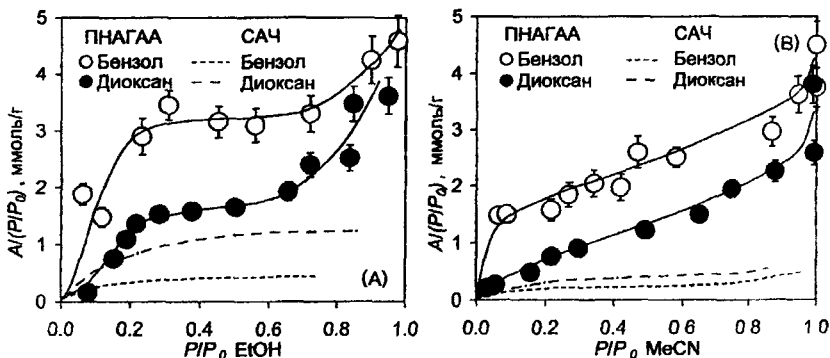 A/(P/P₀), ммоль/г
5
4
3
2
1
0
ПНАГАА САЧ
Бензол Бензол
Диоксан Диоксан
(A)
0.0 0.2 0.4 0.6 0.8 1.0
P/P₀ EtOH
A/(P/P₀), ммоль/г
5
4
3
2
1
0
ПНАГАА САЧ (B)
Бензол Бензол
Диоксан Диоксан
0.0 0.2 0.4 0.6 0.8 1.0
P/P₀ MeCN